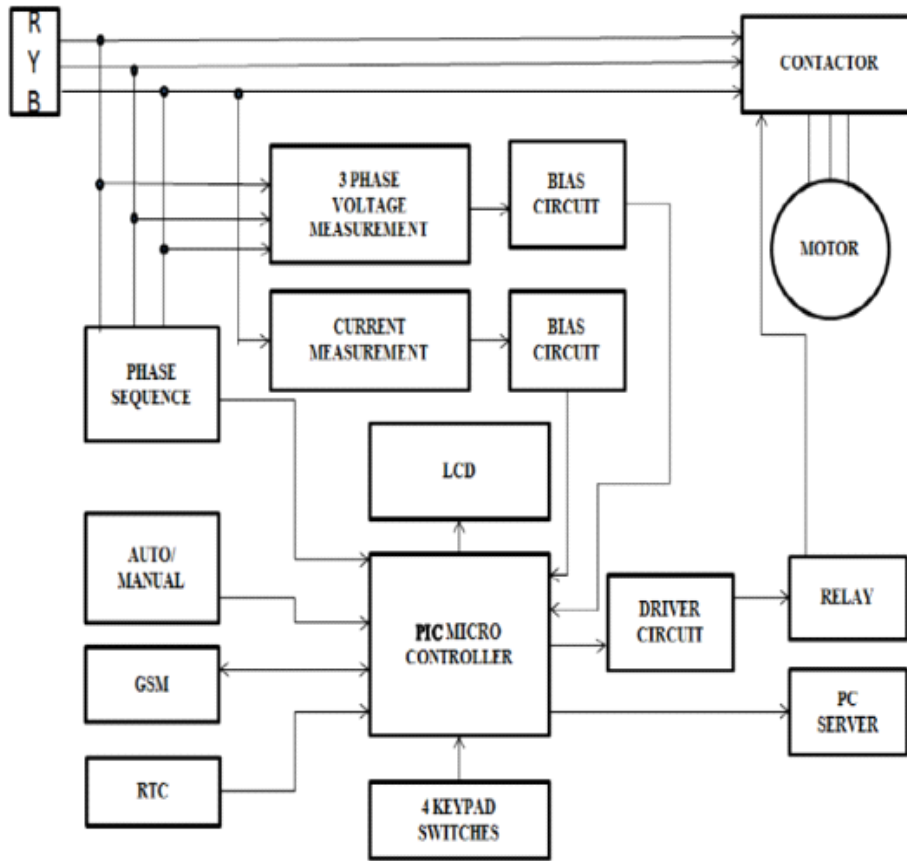 R
Y
B
CONTACTOR
3 PHASE
VOLTAGE
MEASUREMENT
BIAS
CIRCUIT
MOTOR
CURRENT
MEASUREMENT
BIAS
CIRCUIT
PHASE
SEQUENCE
LCD
AUTO/
MANUAL
PIC MICRO
CONTROLLER
DRIVER
CIRCUIT
RELAY
GSM
PC
SERVER
RTC
4 KEYPAD
SWITCHES